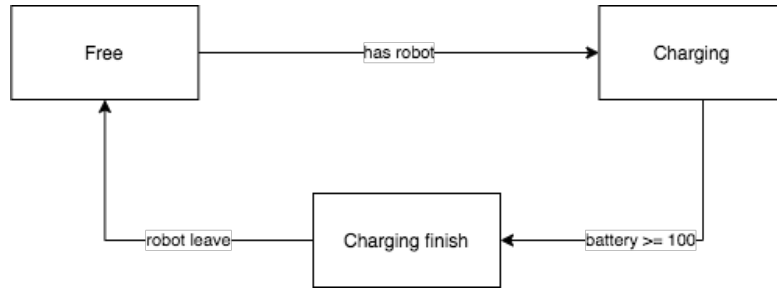 Free
has robot
Charging
robot leave
Charging finish
battery >= 100